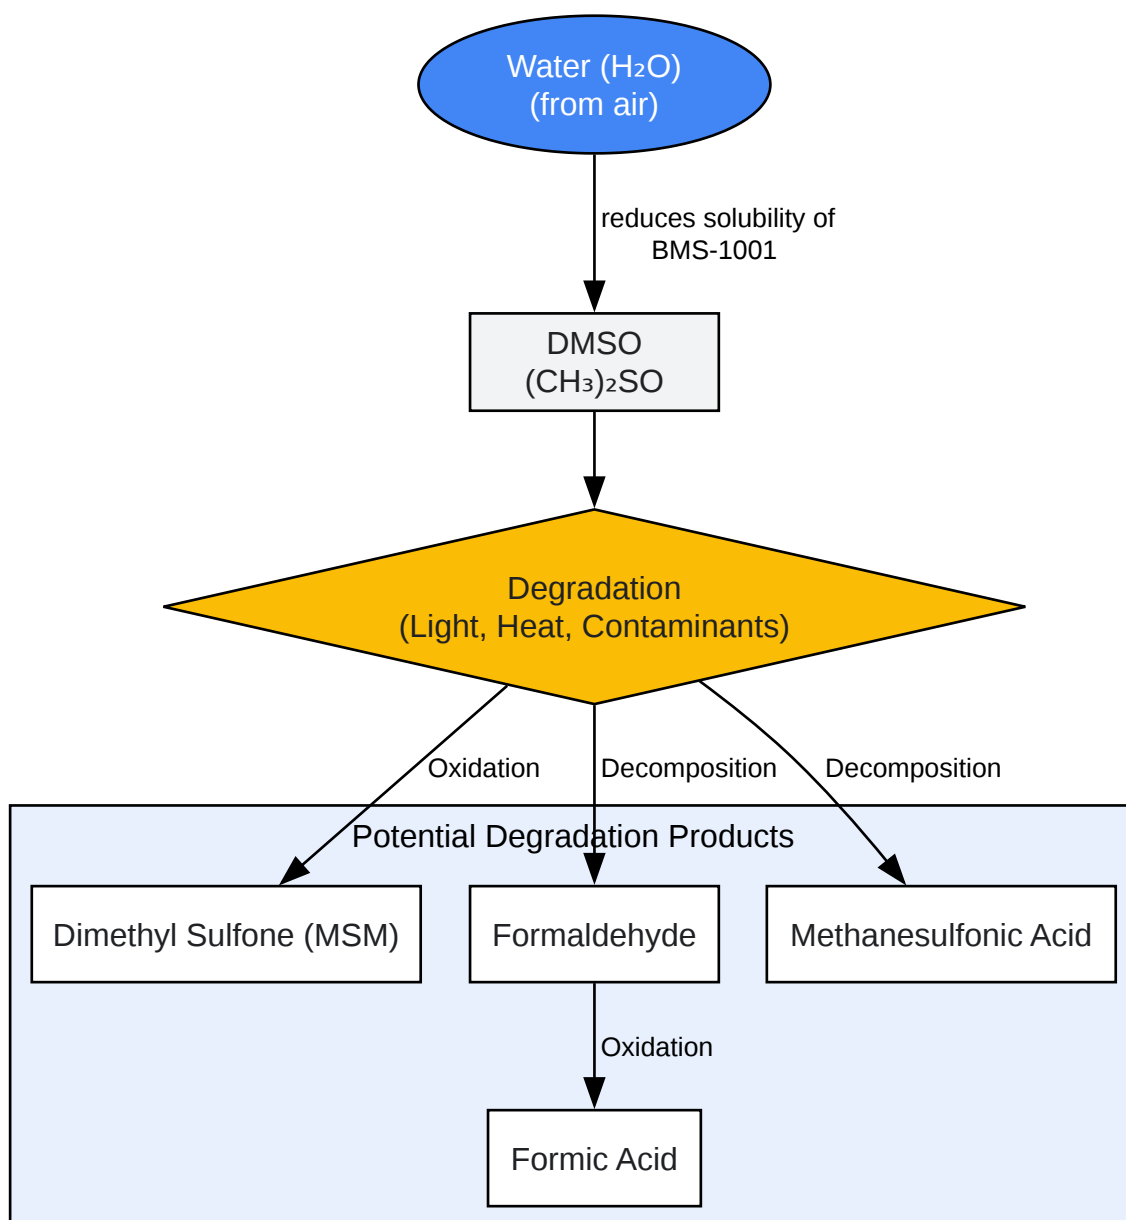 Water (H₂O)
(from air)
reduces solubility of
BMS-1001
DMSO
(CH₃)₂SO
Degradation
(Light, Heat, Contaminants)
Oxidation
Decomposition
Decomposition
Potential Degradation Products
Dimethyl Sulfone (MSM)
Formaldehyde
Methanesulfonic Acid
Oxidation
Formic Acid